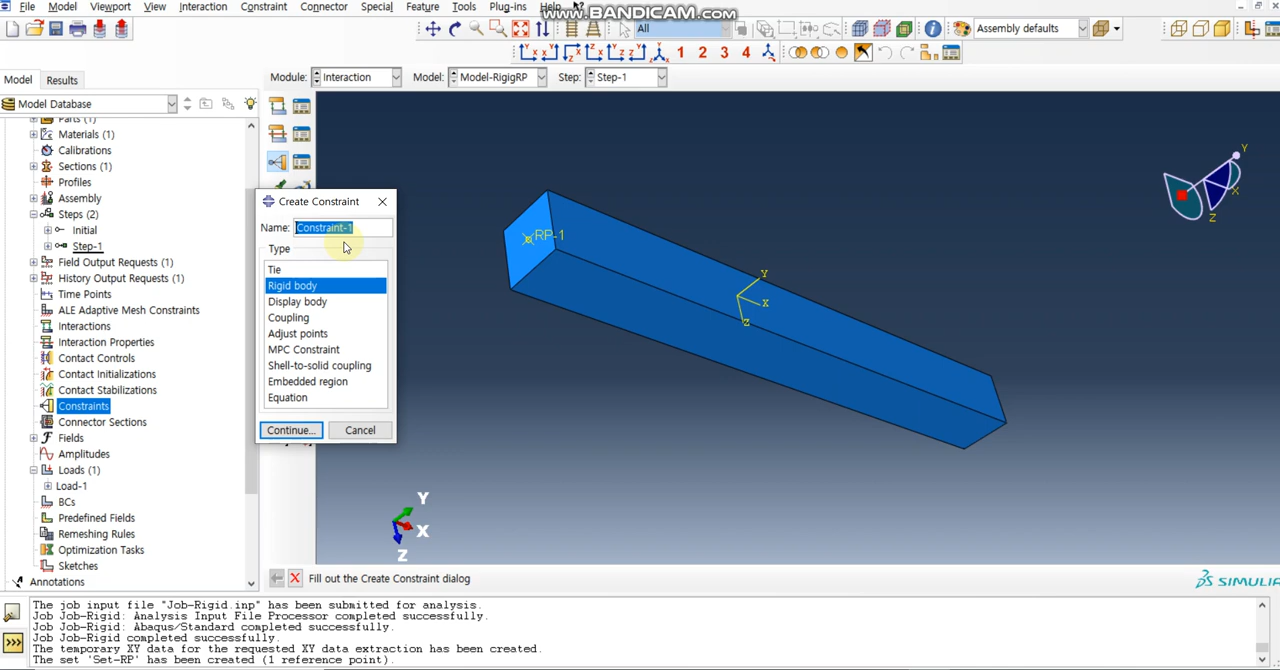 File Model Viewport View Interaction Constraint Connector Special Feature Tools Plug-ins Help
WWW.BANDICAM.COM
All
Assembly defaults
1 2 3 4
Model Results
Module: Interaction Model: Model-RigigRP Step: Step-1
Model Database
Parts (1)
Materials (1)
Calibrations
Sections (1)
Profiles
Assembly
Steps (2)
Initial
Step-1
Field Output Requests (1)
History Output Requests (1)
Time Points
ALE Adaptive Mesh Constraints
Interactions
Interaction Properties
Contact Controls
Contact Initializations
Contact Stabilizations
Constraints
Connector Sections
Fields
Amplitudes
Loads (1)
Load-1
BCs
Predefined Fields
Remeshing Rules
Optimization Tasks
Sketches
Annotations
Create Constraint
Name: Constraint-1
Type
Tie
Rigid body
Display body
Coupling
Adjust points
MPC Constraint
Shell-to-solid coupling
Embedded region
Equation
Continue... Cancel
RP-1
Y
X
Z
Y
X
Z
Y
X
Z
Fill out the Create Constraint dialog
SIMULIA
The job input file "Job-Rigid.inp" has been submitted for analysis.
Job Job-Rigid: Analysis Input File Processor completed successfully.
Job Job-Rigid: Abaqus/Standard completed successfully.
Job Job-Rigid completed successfully.
The temporary XY data for the requested XY data extraction has been created.
The set 'Set-RP' has been created (1 reference point).